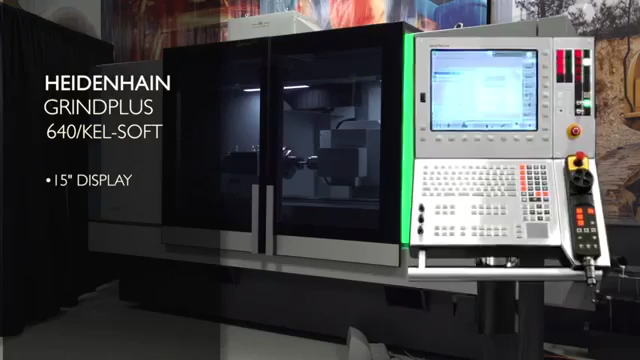 HEIDENHAIN
GRINDPLUS
640/KEL-SOFT
•15" DISPLAY